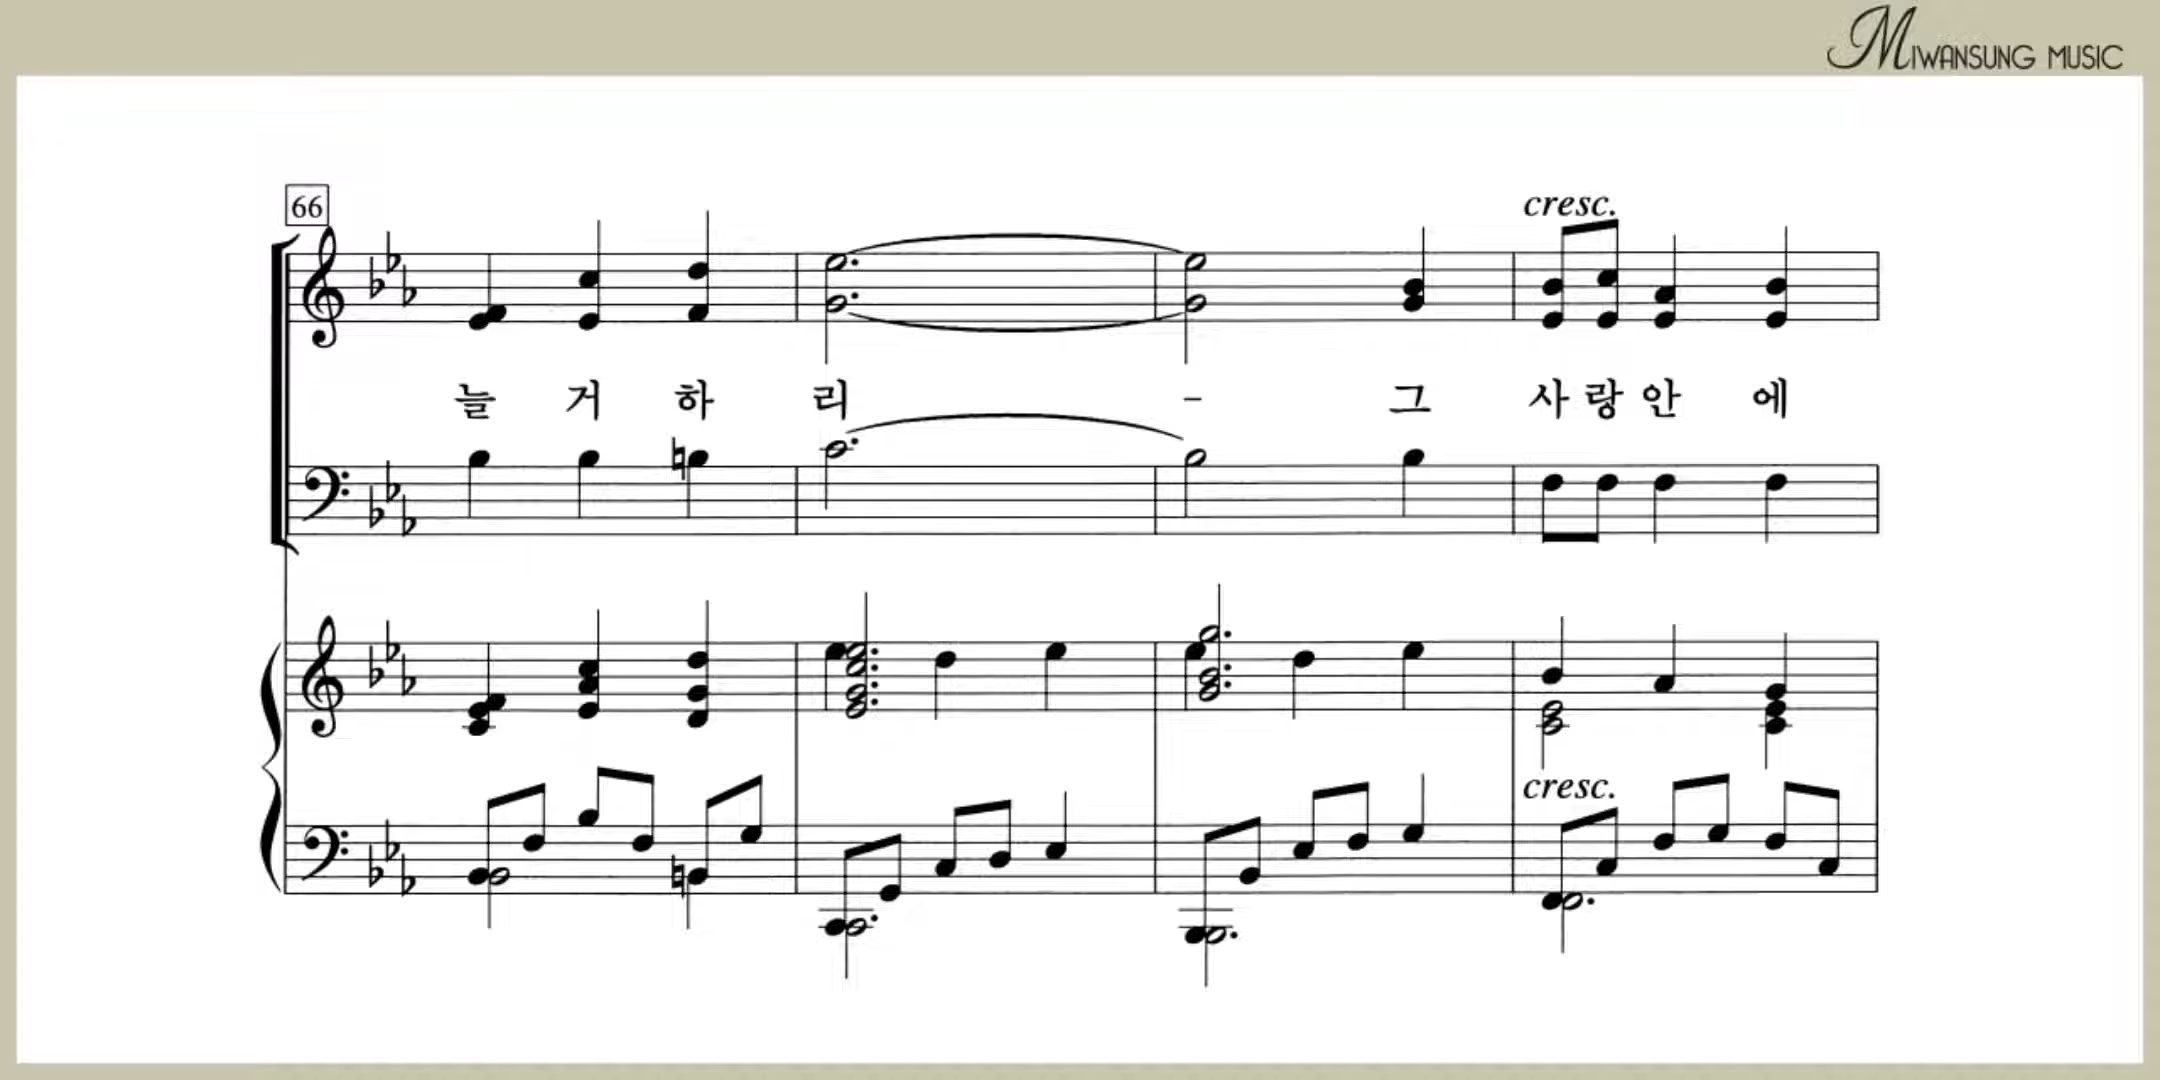 MIWANSUNG MUSIC
66
cresc.
늘 거 하 리 - 그 사 랑 안 에
cresc.